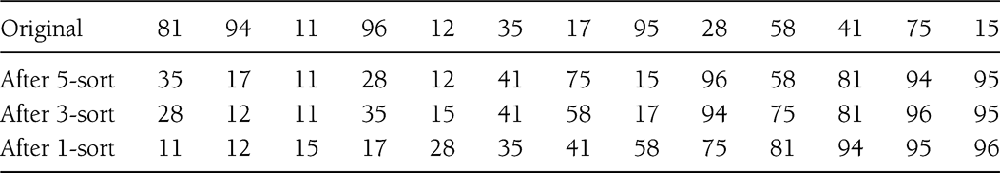 Original 81 94 11 96 12 35 17 95 28 58 41 75 15
After 5-sort 35 17 11 28 12 41 75 15 96 58 81 94 95
After 3-sort 28 12 11 35 15 41 58 17 94 75 81 96 95
After 1-sort 11 12 15 17 28 35 41 58 75 81 94 95 96